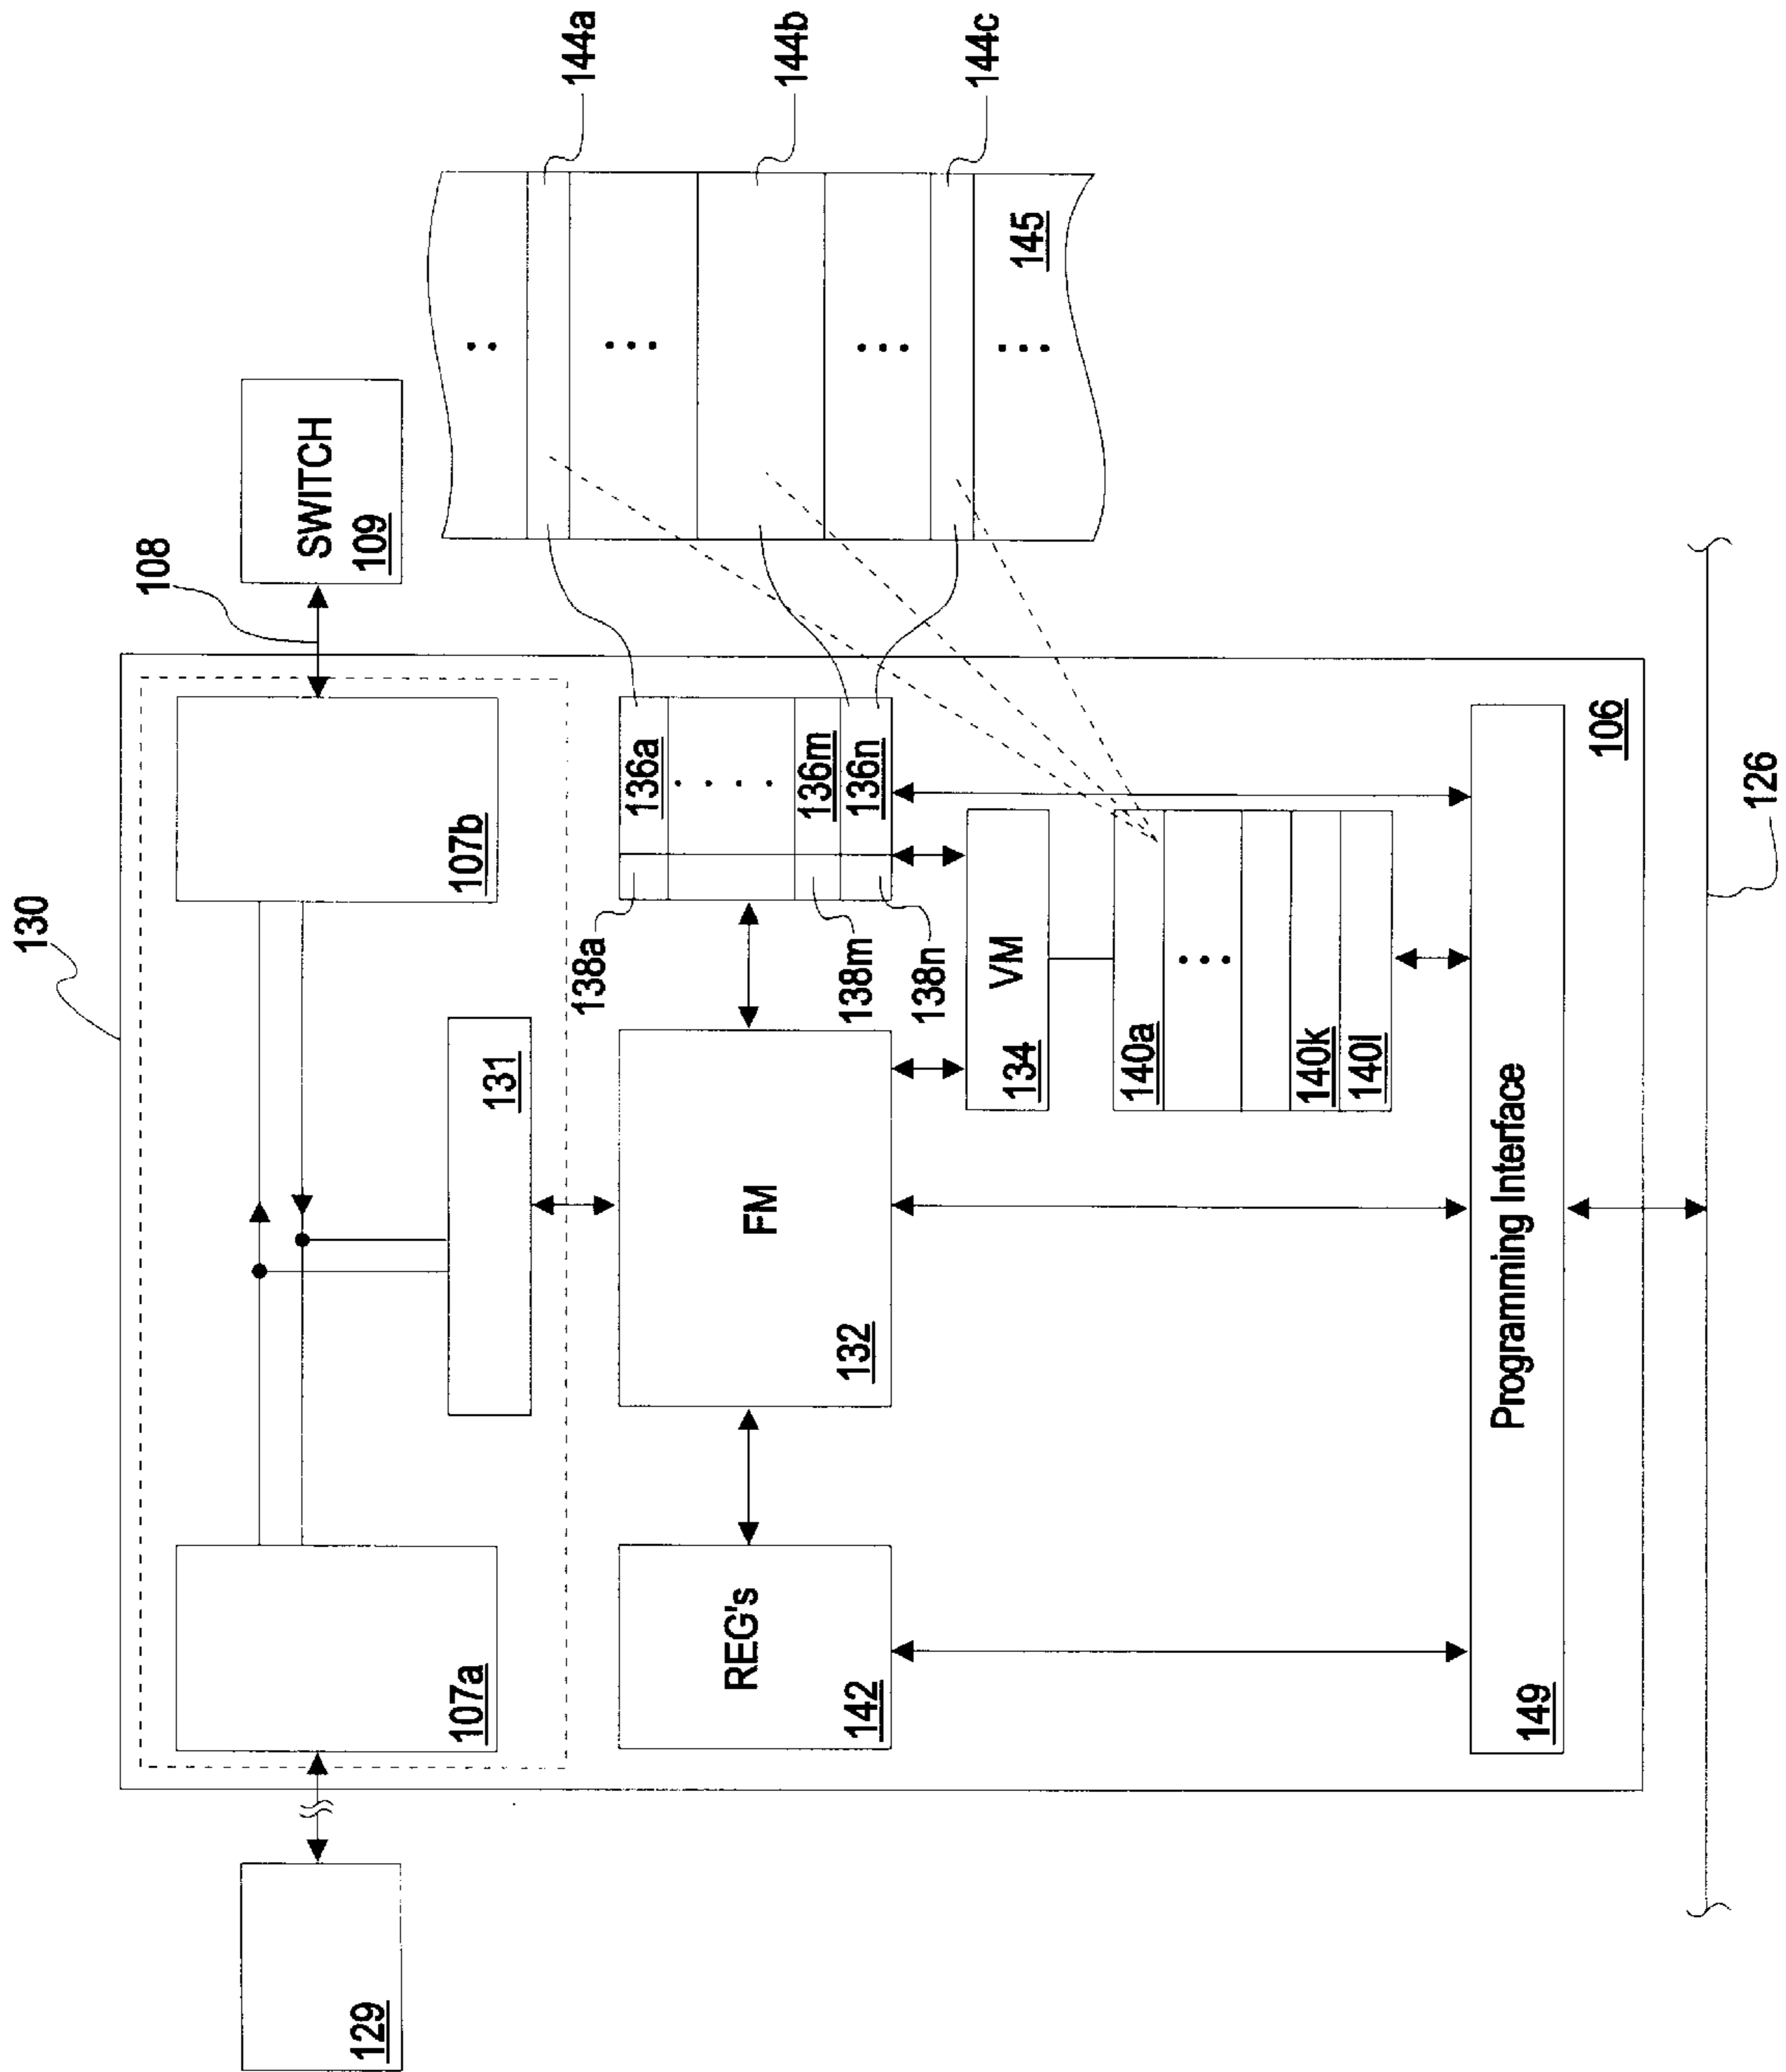 130
108
129
107a
107b
SWITCH
109
131
144a
144b
144c
145
138a
138m
138n
136a
136m
136n
REG's
142
FM
132
VM
134
140a
140k
140l
Programming Interface
149
106
126